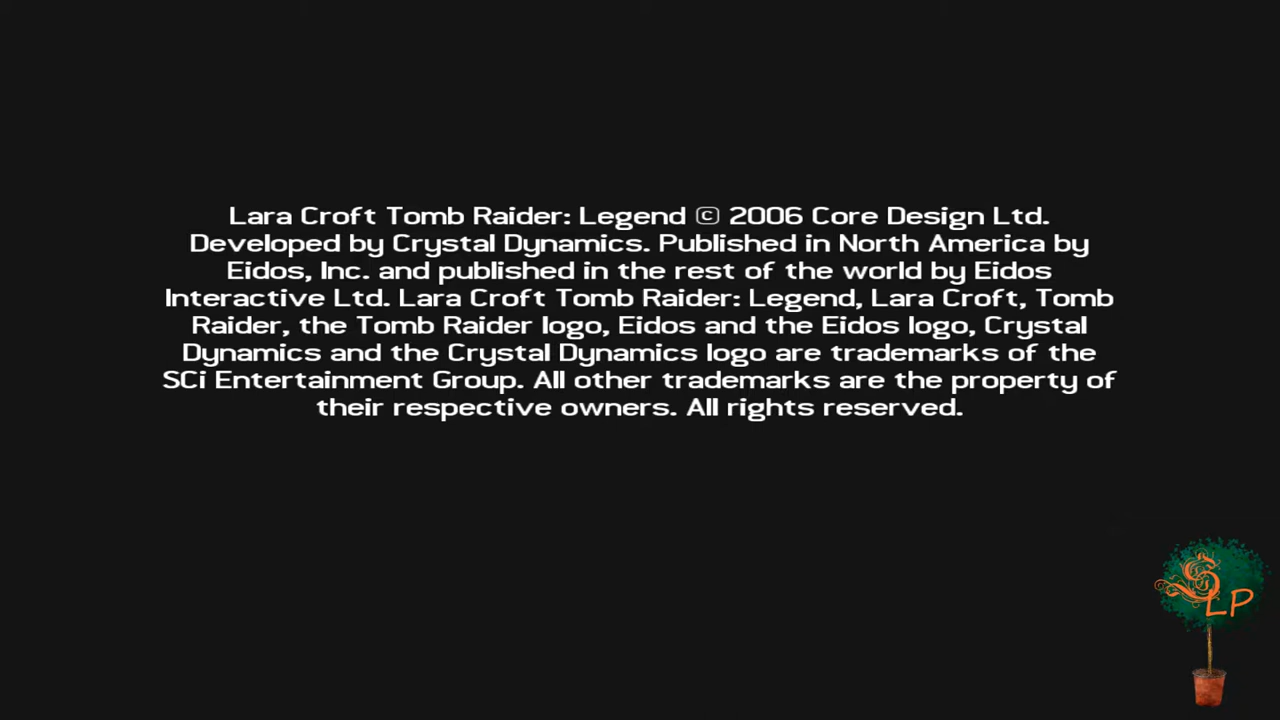 Lara Croft Tomb Raider: Legend © 2006 Core Design Ltd.
Developed by Crystal Dynamics. Published in North America by
Eidos, Inc. and published in the rest of the world by Eidos
Interactive Ltd. Lara Croft Tomb Raider: Legend, Lara Croft, Tomb
Raider, the Tomb Raider logo, Eidos and the Eidos logo, Crystal
Dynamics and the Crystal Dynamics logo are trademarks of the
SCi Entertainment Group. All other trademarks are the property of
their respective owners. All rights reserved.
SLP